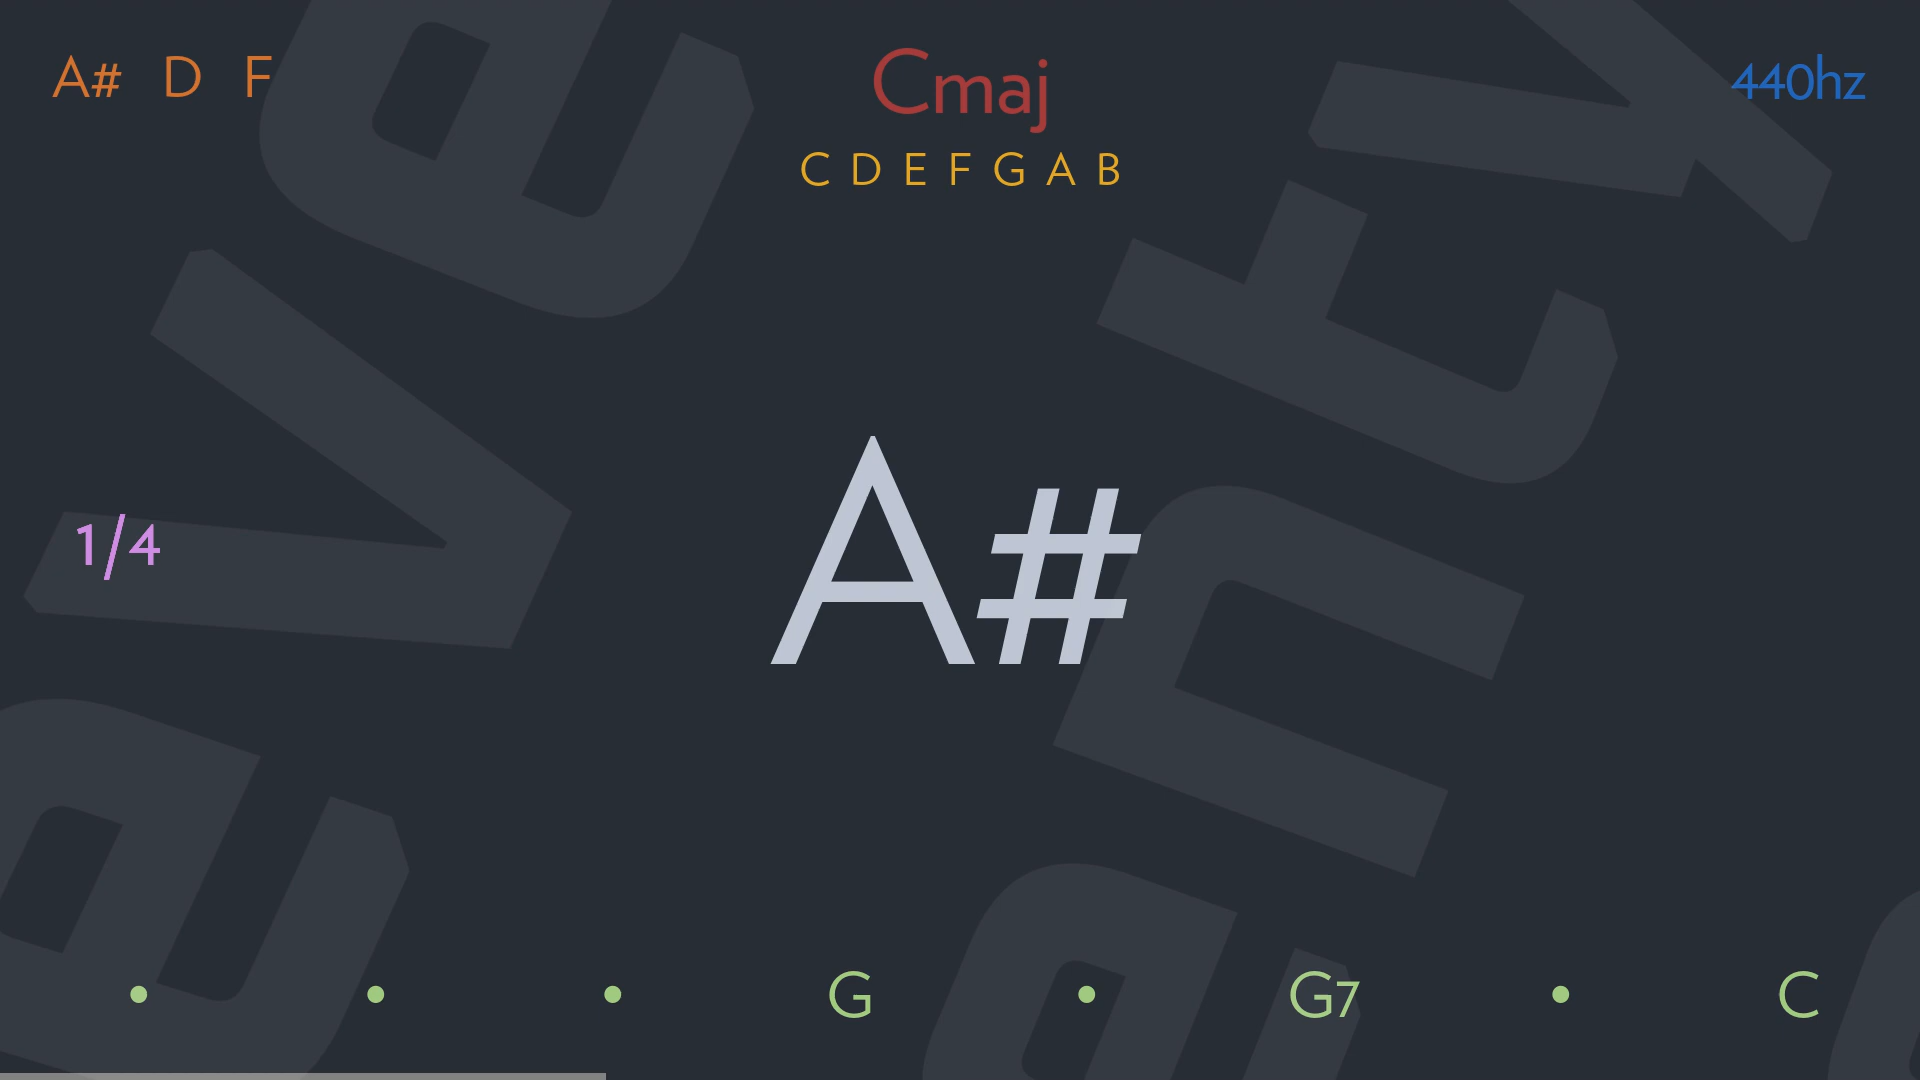 A# D F
Cmaj
440hz
C D E F G A B
A#
1/4
• • • G • G7 • C